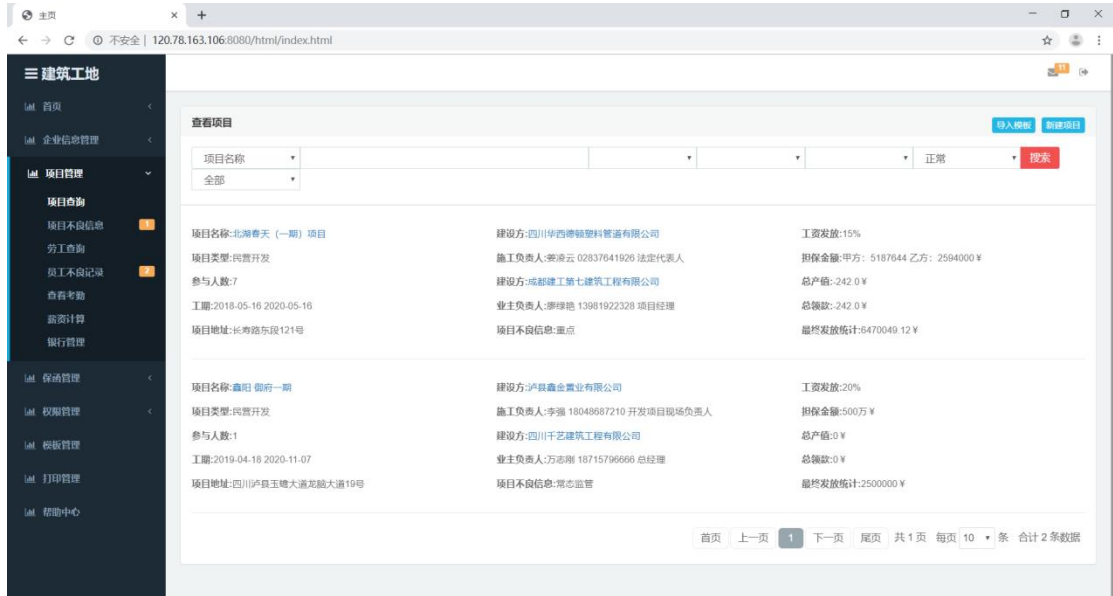 主页
不安全 | 120.78.163.106:8080/html/index.html
建筑工地
11
首页
企业信息管理
项目管理
项目查询
项目不良信息 1
劳工查询
员工不良记录 2
查看考勤
薪资计算
银行管理
保函管理
权限管理
模板管理
打印管理
帮助中心
查看项目 导入模板 新建项目
项目名称 正常 搜索
全部
项目名称:北湖春天（一期）项目 建设方:四川华西德顿塑料管道有限公司 工资发放:15%
项目类型:民营开发 施工负责人:姜凌云 02837641926 法定代表人 担保金额:甲方：5187644 乙方：2594000￥
参与人数:7 建设方:成都建工第七建筑工程有限公司 总产值:-242.0￥
工期:2018-05-16 2020-05-16 业主负责人:廖绿艳 13981922328 项目经理 总领款:-242.0￥
项目地址:长寿路东段121号 项目不良信息:重点 最终发放统计:6470049.12￥
项目名称:鑫阳 御府一期 建设方:泸县鑫金置业有限公司 工资发放:20%
项目类型:民营开发 施工负责人:李强 18048687210 开发项目现场负责人 担保金额:500万￥
参与人数:1 建设方:四川千艺建筑工程有限公司 总产值:0￥
工期:2019-04-18 2020-11-07 业主负责人:万志刚 18715796666 总经理 总领款:0￥
项目地址:四川泸县玉蟾大道龙脑大道19号 项目不良信息:常态监管 最终发放统计:2500000￥
首页 上一页 1 下一页 尾页 共 1 页 每页 10 条 合计 2 条数据